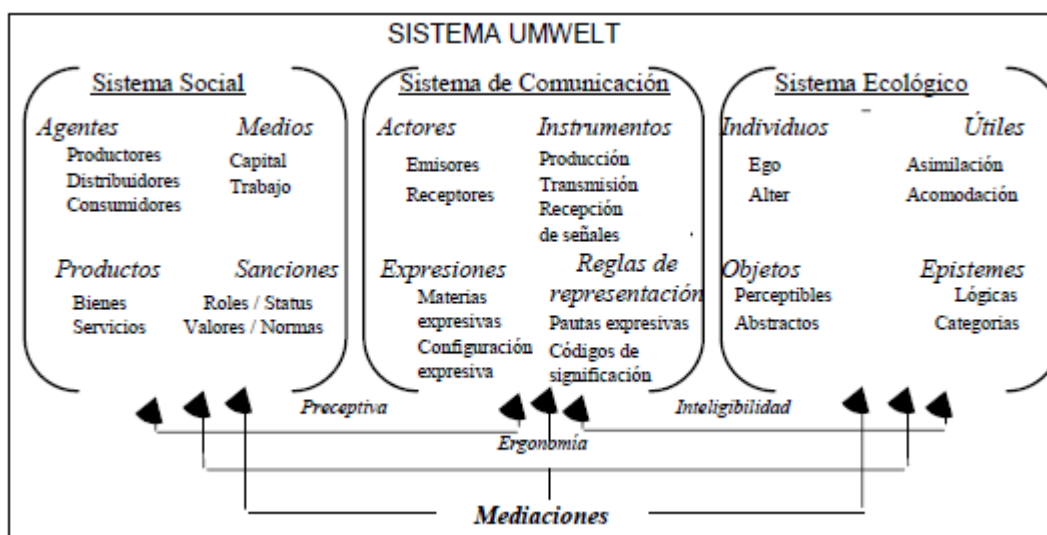 SISTEMA UMWELT
Sistema Social
Agentes
Productores
Distribuidores
Consumidores
Medios
Capital
Trabajo
Productos
Bienes
Servicios
Sanciones
Roles / Status
Valores / Normas
Sistema de Comunicación
Actores
Emisores
Receptores
Instrumentos
Producción
Transmisión
Recepción
de señales
Expresiones
Materias
expresivas
Configuración
expresiva
Reglas de
representación
Pautas expresivas
Códigos de
significación
Sistema Ecológico
Individuos
Ego
Alter
Útiles
Asimilación
Acomodación
Objetos
Perceptibles
Abstractos
Epistemes
Lógicas
Categorias
Preceptiva
Inteligibilidad
Ergonomía
Mediaciones